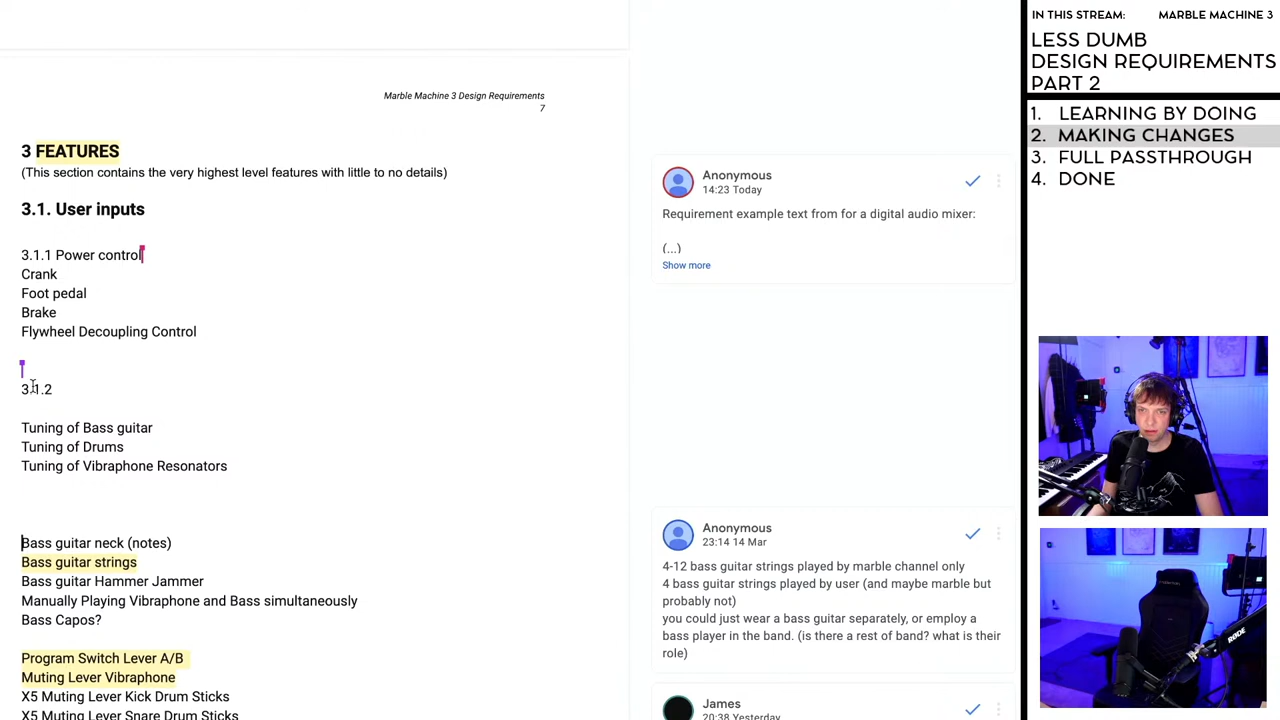 Marble Machine 3 Design Requirements
7
3 FEATURES
(This section contains the very highest level features with little to no details)
3.1. User inputs
3.1.1 Power control
Crank
Foot pedal
Brake
Flywheel Decoupling Control
3.1.2
Tuning of Bass guitar
Tuning of Drums
Tuning of Vibraphone Resonators
Bass guitar neck (notes)
Bass guitar strings
Bass guitar Hammer Jammer
Manually Playing Vibraphone and Bass simultaneously
Bass Capos?
Program Switch Lever A/B
Muting Lever Vibraphone
X5 Muting Lever Kick Drum Sticks
X5 Muting Lever Snare Drum Sticks
Anonymous
14:23 Today
Requirement example text from for a digital audio mixer:
(...)
Show more
Anonymous
23:14 14 Mar
4-12 bass guitar strings played by marble channel only
4 bass guitar strings played by user (and maybe marble but
probably not)
you could just wear a bass guitar separately, or employ a
bass player in the band. (is there a rest of band? what is their
role)
James
20:38 Yesterday
IN THIS STREAM: MARBLE MACHINE 3
LESS DUMB
DESIGN REQUIREMENTS
PART 2
1. LEARNING BY DOING
2. MAKING CHANGES
3. FULL PASSTHROUGH
4. DONE
RØDE